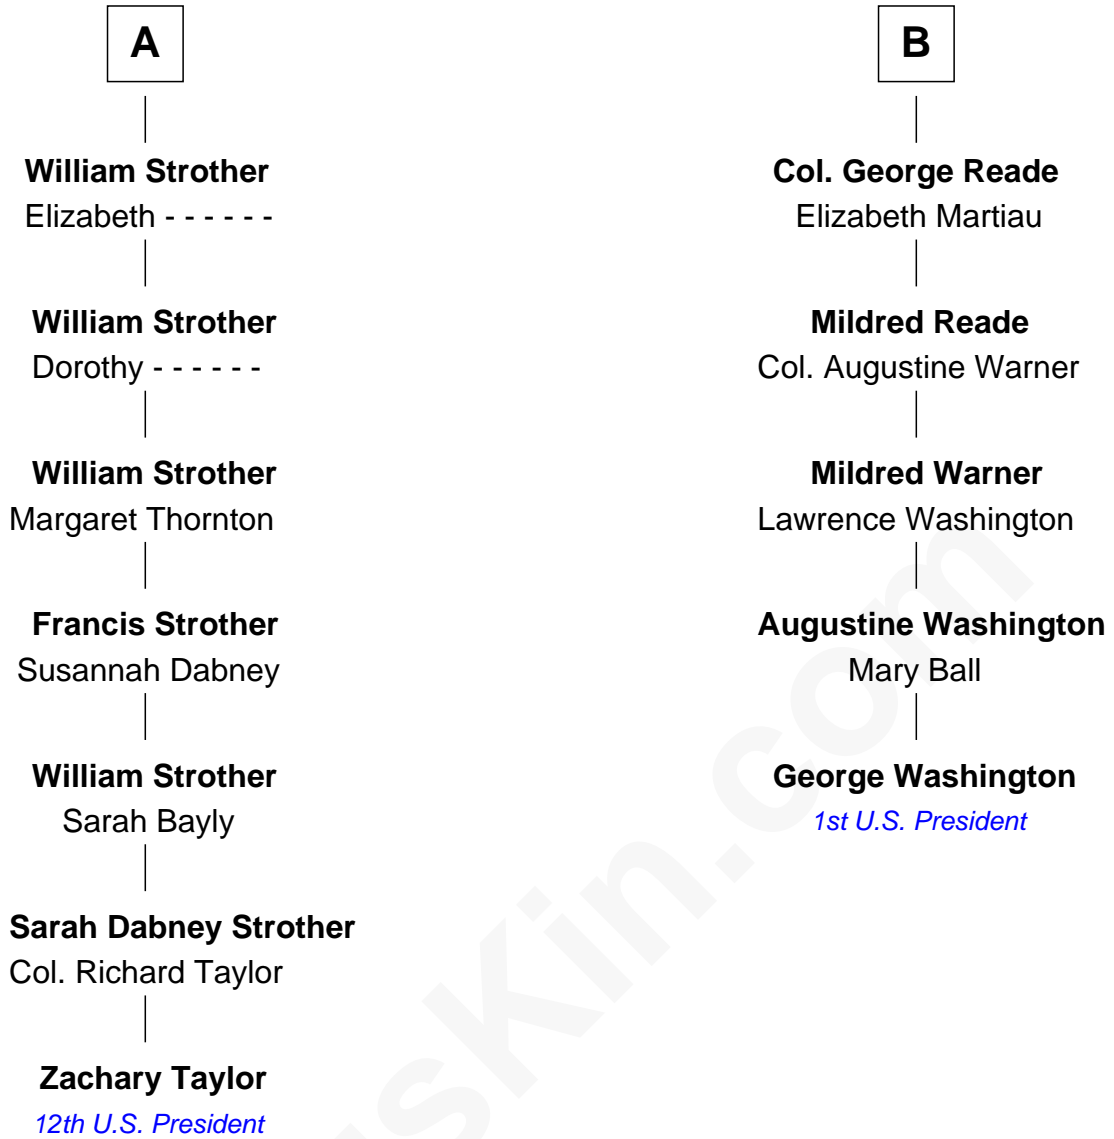 A
William Strother
Elizabeth - - - - - -
William Strother
Dorothy - - - - - -
William Strother
Margaret Thornton
Francis Strother
Susannah Dabney
William Strother
Sarah Bayly
Sarah Dabney Strother
Col. Richard Taylor
Zachary Taylor
12th U.S. President
B
Col. George Reade
Elizabeth Martiau
Mildred Reade
Col. Augustine Warner
Mildred Warner
Lawrence Washington
Augustine Washington
Mary Ball
George Washington
1st U.S. President
usKin.com